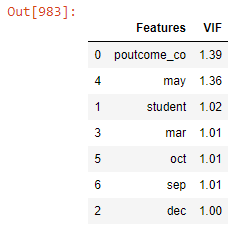 Out[983]:
Features VIF
0 poutcome_co 1.39
4 may 1.36
1 student 1.02
3 mar 1.01
5 oct 1.01
6 sep 1.01
2 dec 1.00